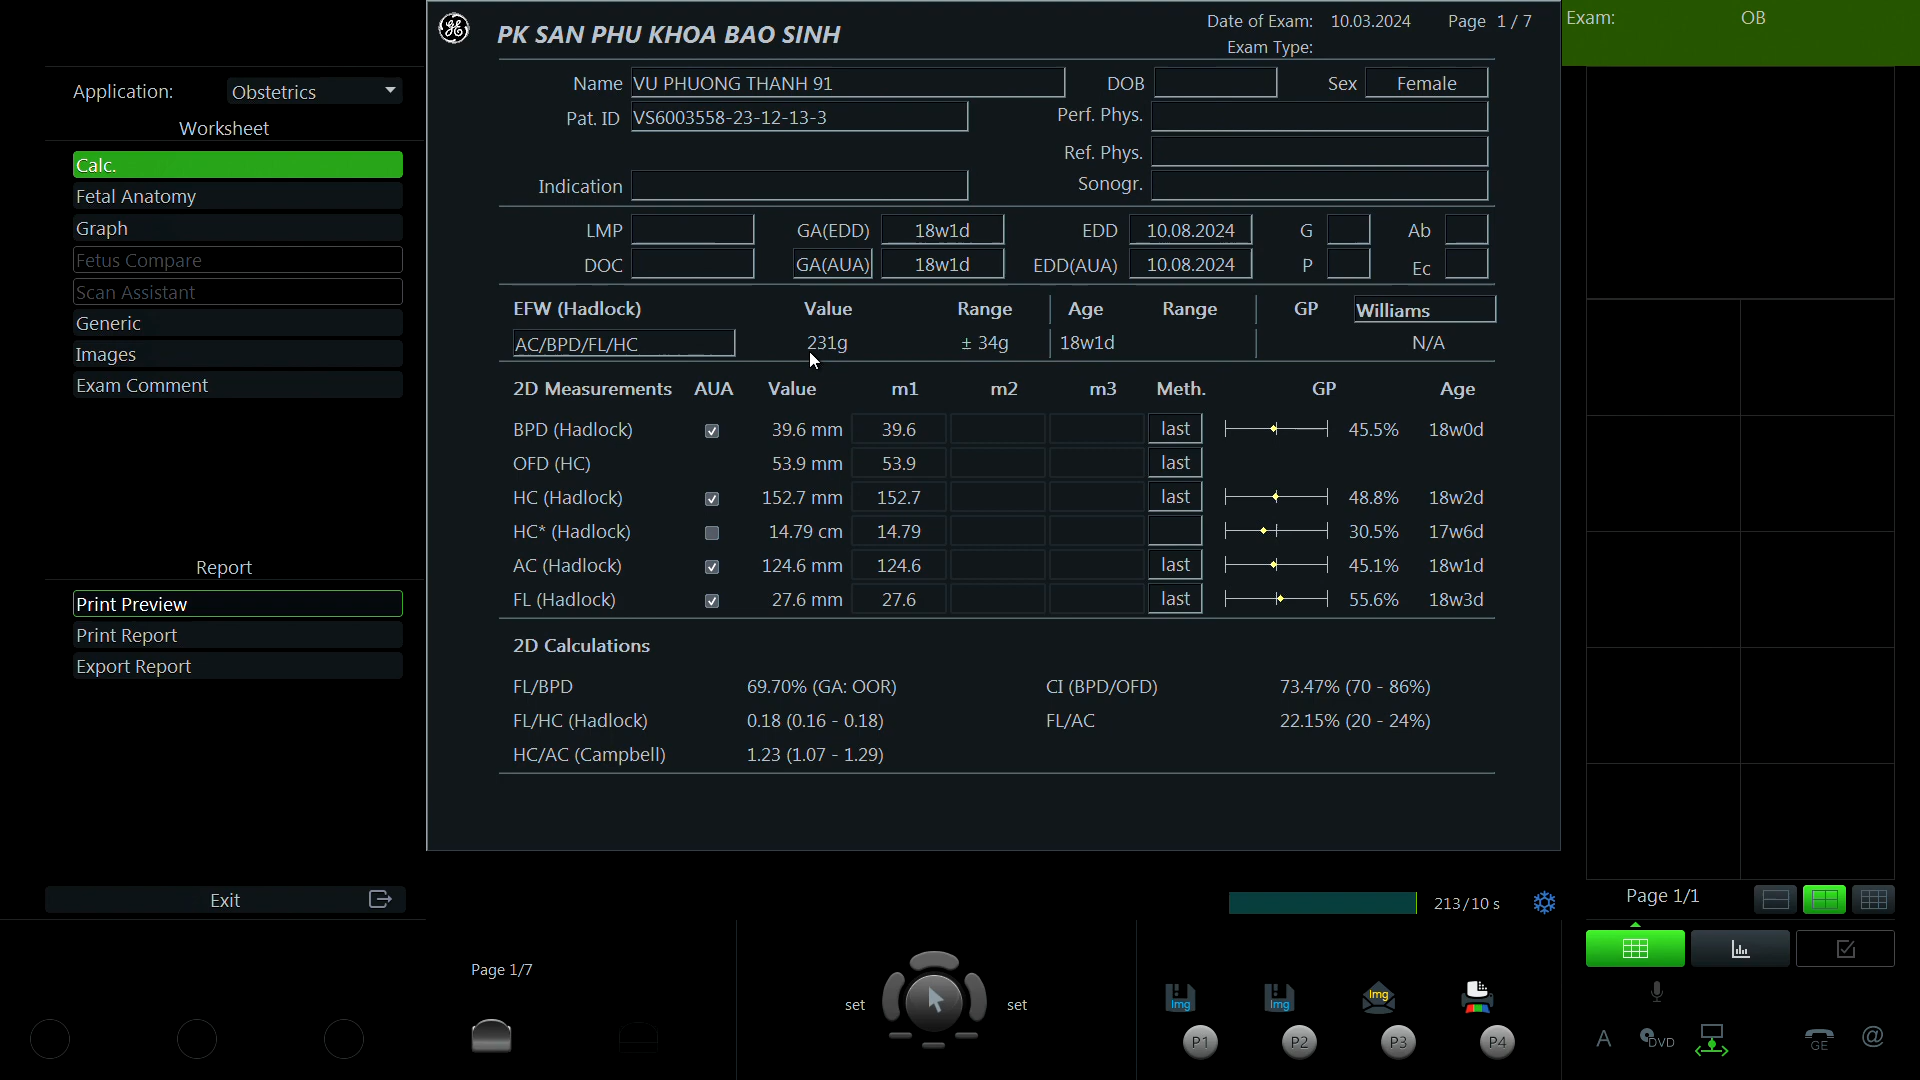 PK SAN PHU KHOA BAO SINH
Date of Exam: 10.03.2024 Page 1 / 7
Exam Type:
Name VU PHUONG THANH 91 DOB Sex Female
Pat. ID VS6003558-23-12-13-3 Perf. Phys.
Ref. Phys.
Indication Sonogr.
LMP GA(EDD) 18w1d EDD 10.08.2024 G Ab
DOC GA(AUA) 18w1d EDD(AUA) 10.08.2024 P Ec
EFW (Hadlock) Value Range Age Range GP Williams
AC/BPD/FL/HC 231g ± 34g 18w1d N/A
2D Measurements AUA Value m1 m2 m3 Meth. GP Age
BPD (Hadlock) 39.6 mm 39.6 last 45.5% 18w0d
OFD (HC) 53.9 mm 53.9 last
HC (Hadlock) 152.7 mm 152.7 last 48.8% 18w2d
HC* (Hadlock) 14.79 cm 14.79 30.5% 17w6d
AC (Hadlock) 124.6 mm 124.6 last 45.1% 18w1d
FL (Hadlock) 27.6 mm 27.6 last 55.6% 18w3d
2D Calculations
FL/BPD 69.70% (GA: OOR) CI (BPD/OFD) 73.47% (70 - 86%)
FL/HC (Hadlock) 0.18 (0.16 - 0.18) FL/AC 22.15% (20 - 24%)
HC/AC (Campbell) 1.23 (1.07 - 1.29)
Application: Obstetrics
Worksheet
Calc.
Fetal Anatomy
Graph
Fetus Compare
Scan Assistant
Generic
Images
Exam Comment
Report
Print Preview
Print Report
Export Report
Exit
Exam: OB
213/10 s
Page 1/1
Page 1/7
set set
Img Img Img
P1 P2 P3 P4
A DVD GE @